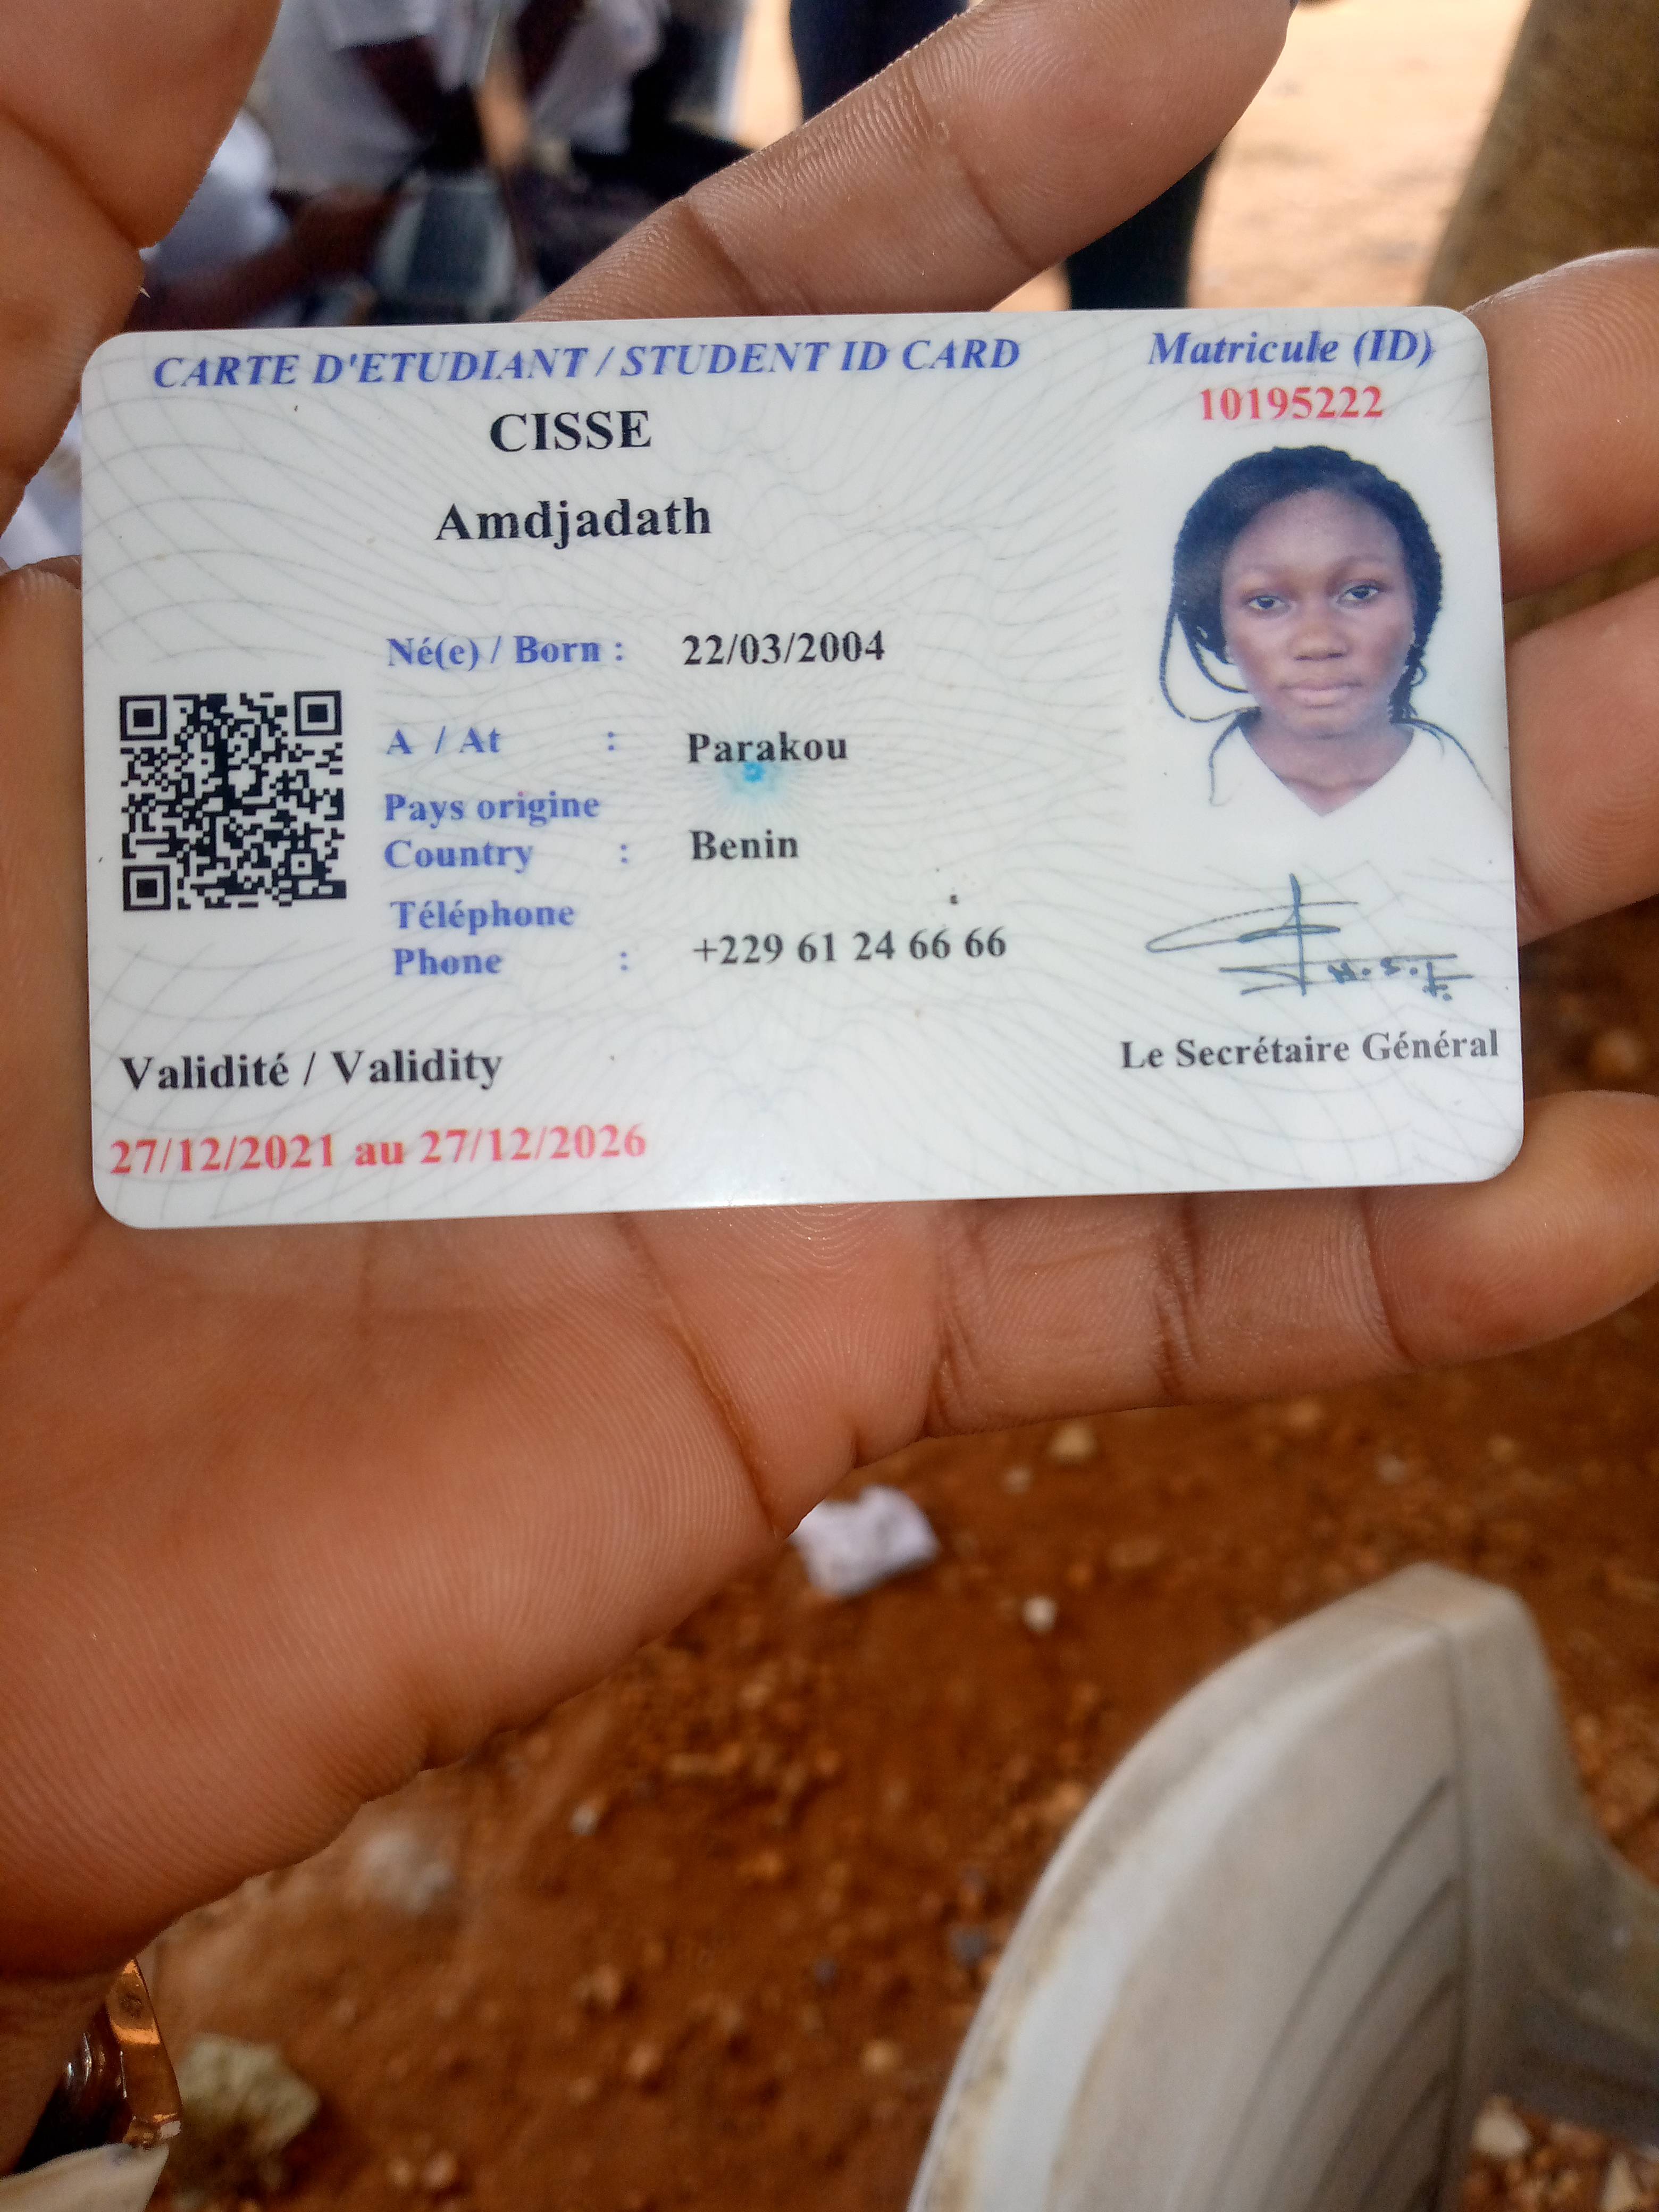 CARTE D'ETUDIANT / STUDENT ID CARD
Matricule (ID)
10195222
CISSE
Amdjadath
Né(e) / Born : 22/03/2004
A / At : Parakou
Pays origine
Country : Benin
Téléphone
Phone : +229 61 24 66 66
Le Secrétaire Général
Validité / Validity
27/12/2021 au 27/12/2026